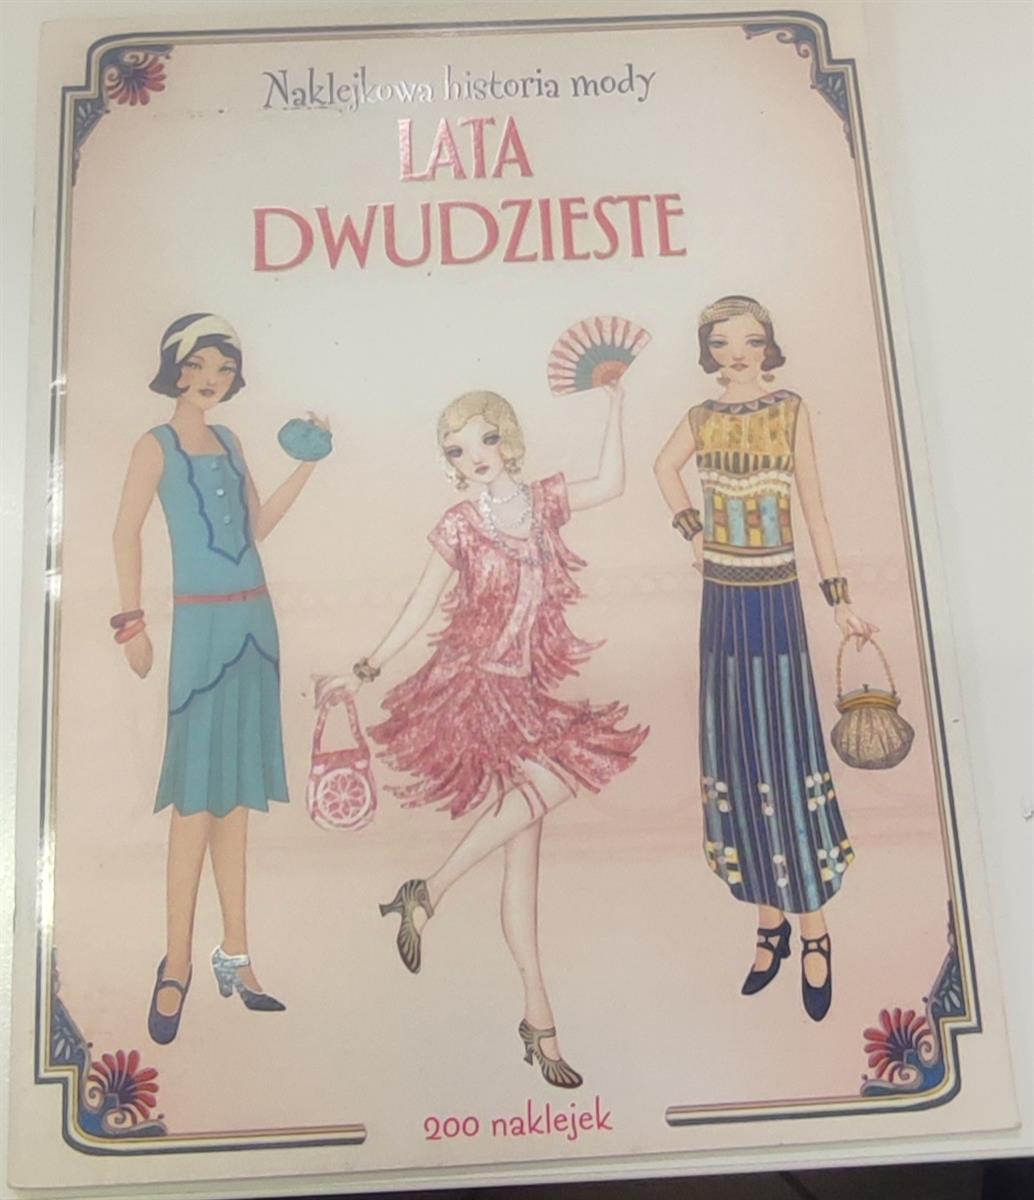 Naklejkowa historia mody
LATA
DWUDZIESTE
200 naklejek